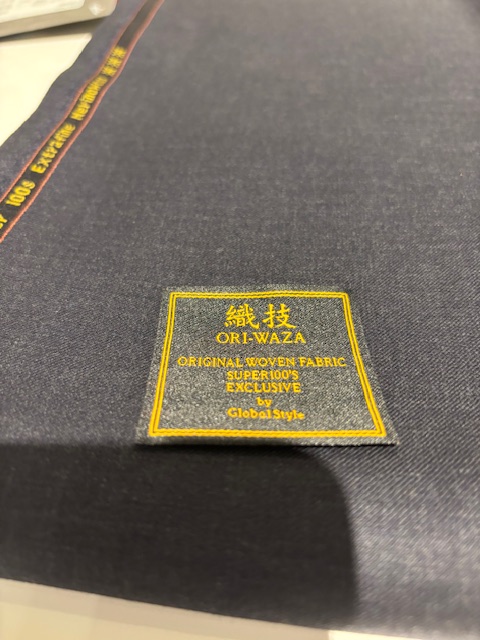 100s Extrafine
織技
ORI-WAZA
ORIGINAL WOVEN FABRIC
SUPER100'S
EXCLUSIVE
by
GlobalStyle